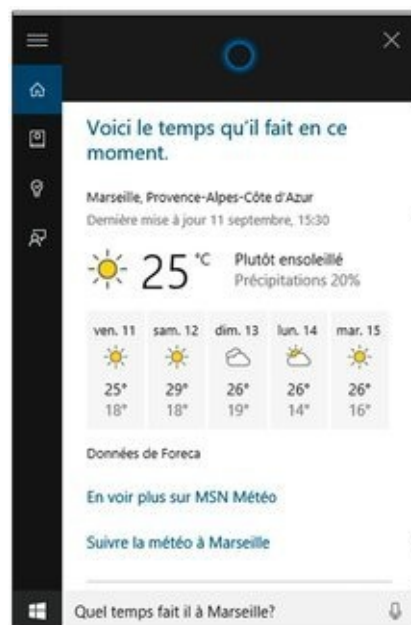 Voici le temps qu'il fait en ce
moment.
Marseille, Provence-Alpes-Côte d'Azur
Dernière mise à jour 11 septembre, 15:30
25 °C Plutôt ensoleillé
Précipitations 20%
ven. 11 sam. 12 dim. 13 lun. 14 mar. 15
25° 29° 26° 26° 26°
18° 18° 19° 14° 16°
Données de Foreca
En voir plus sur MSN Météo
Suivre la météo à Marseille
Quel temps fait il à Marseille?